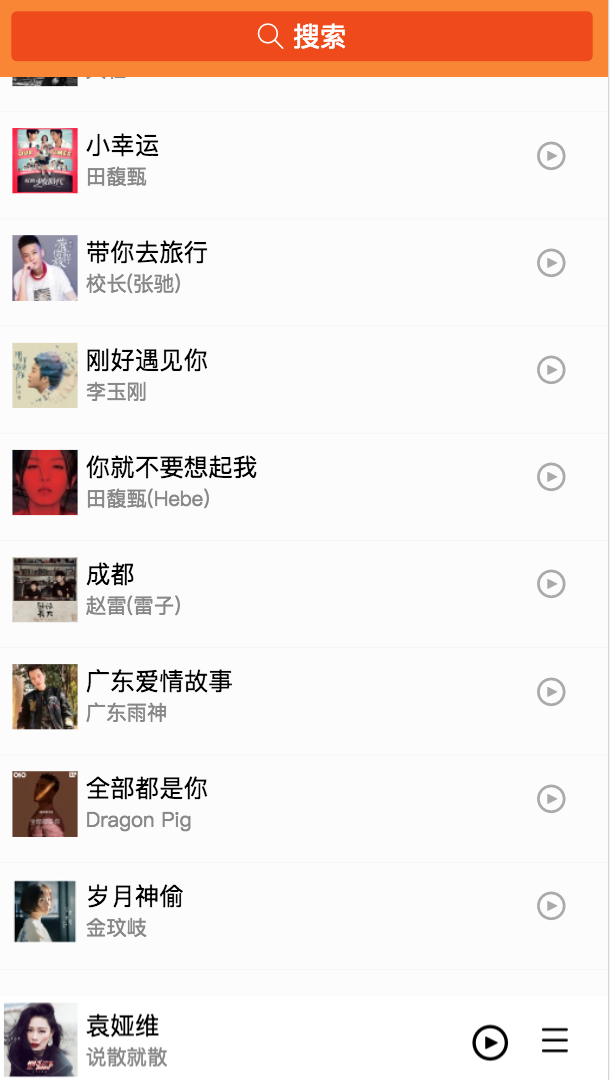 搜索
小幸运
田馥甄
带你去旅行
校长(张驰)
刚好遇见你
李玉刚
你就不要想起我
田馥甄(Hebe)
成都
赵雷(雷子)
广东爱情故事
广东雨神
全部都是你
Dragon Pig
岁月神偷
金玟岐
袁娅维
说散就散